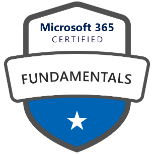 Microsoft 365
CERTIFIED
FUNDAMENTALS